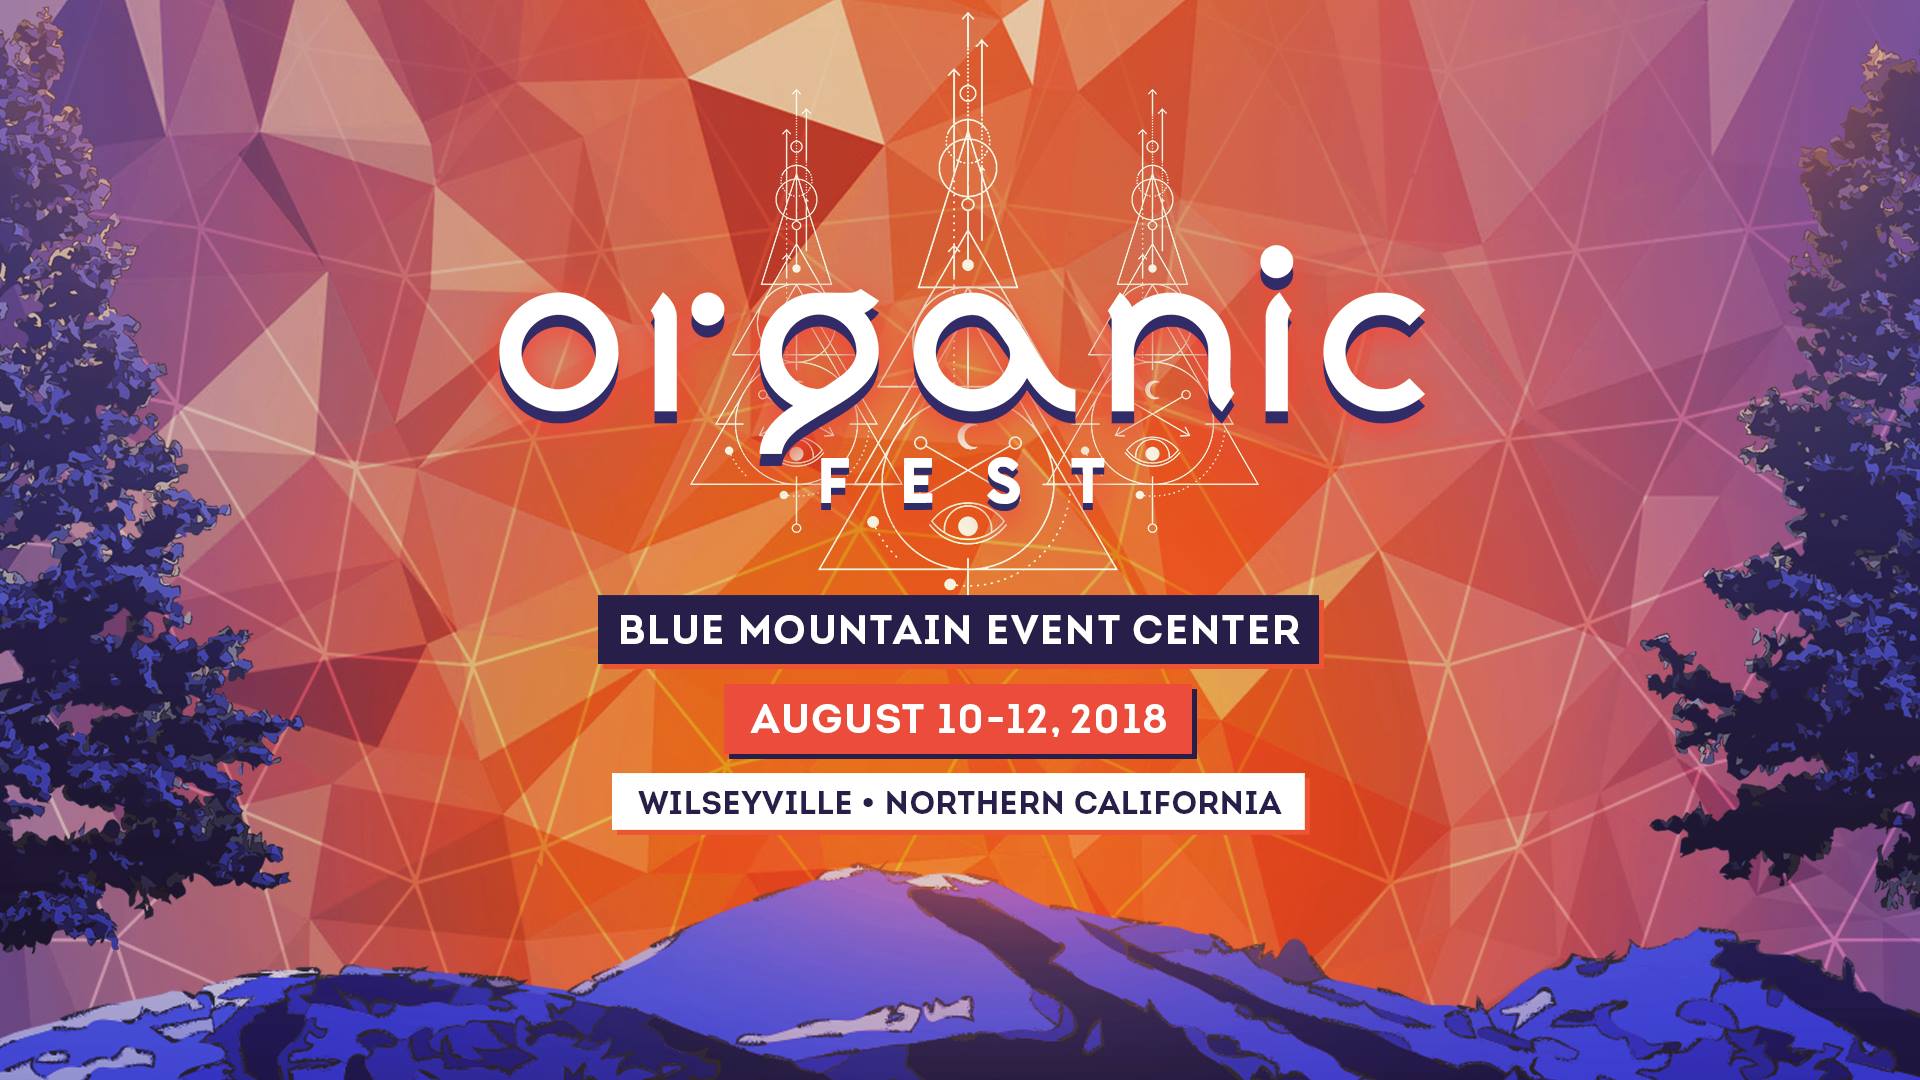 organic
FEST
BLUE MOUNTAIN EVENT CENTER
AUGUST 10-12, 2018
WILSEYVILLE • NORTHERN CALIFORNIA